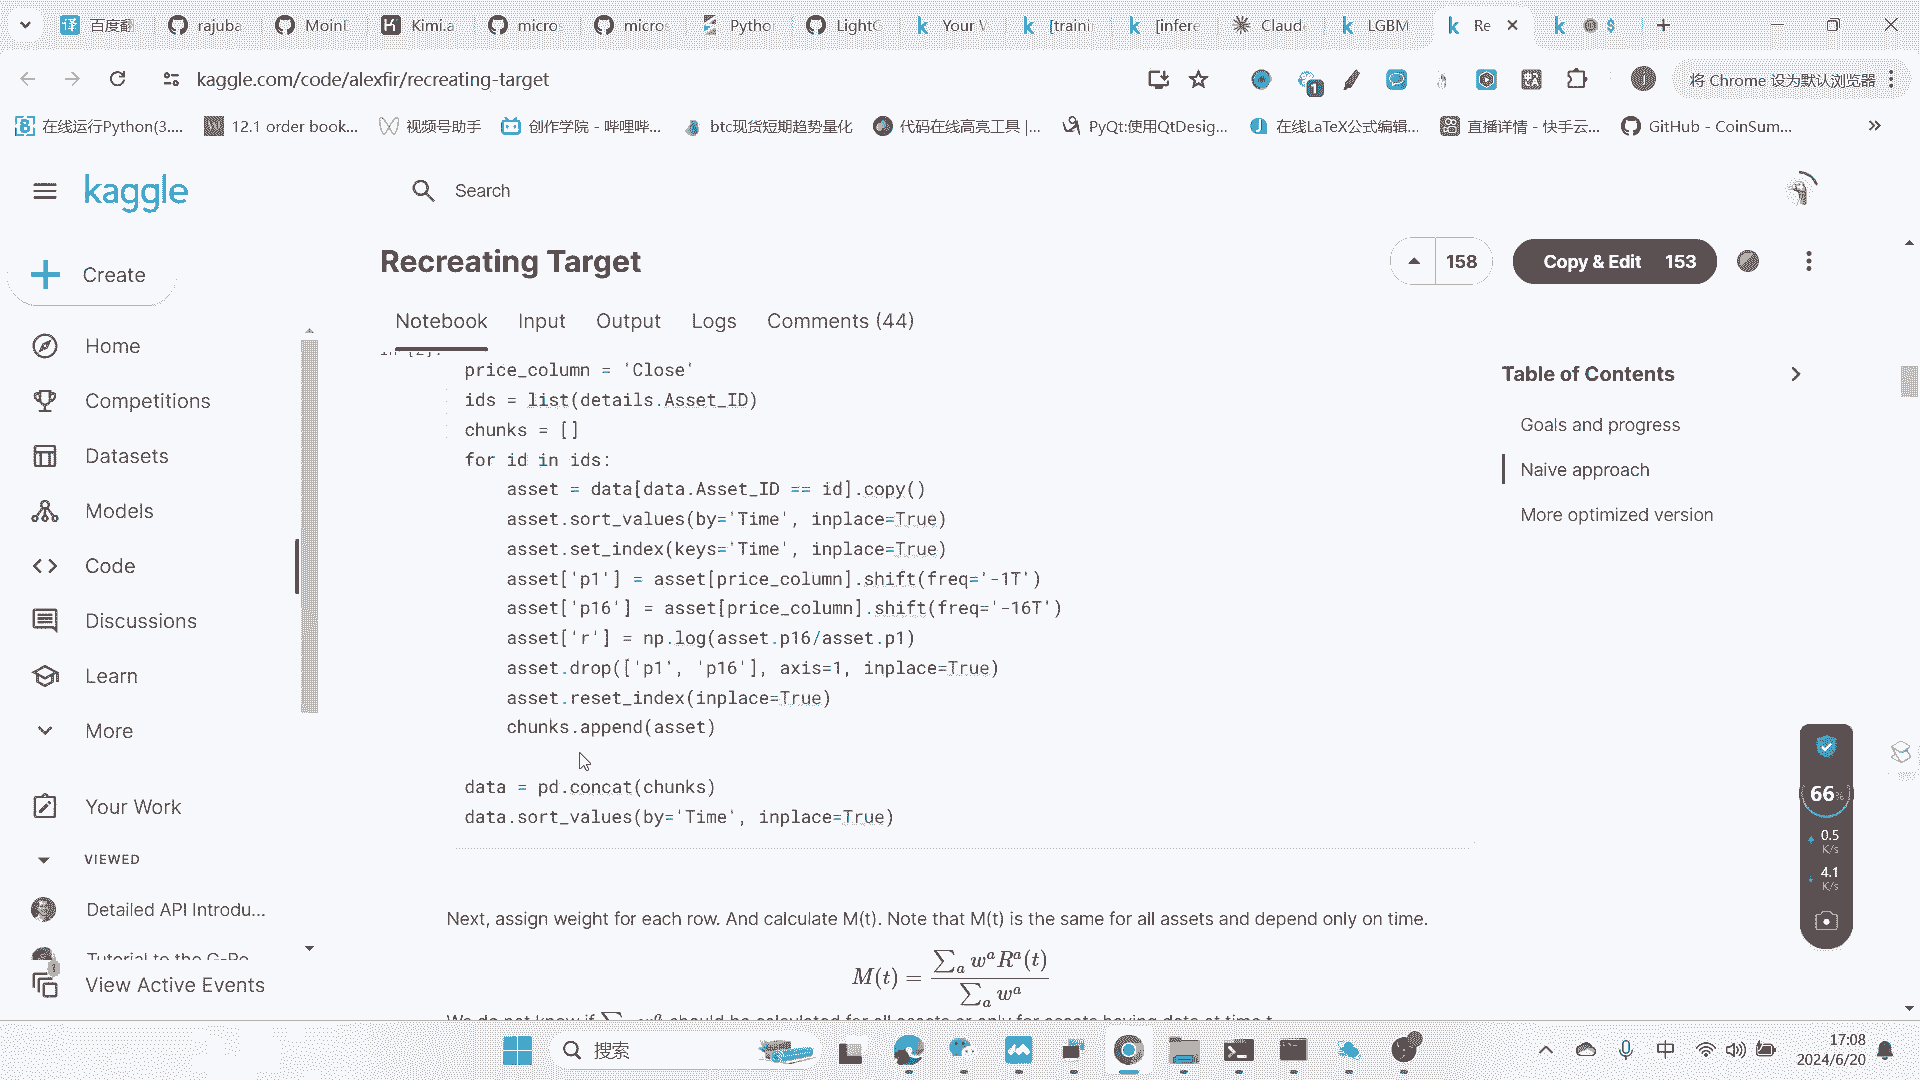 百度翻
rajuba
MoinI
Kimi.a
micros
micros
Pythor
LightG
Your W
[traini
[infere
Claud
LGBM
Re
kaggle.com/code/alexfir/recreating-target
将 Chrome 设为默认浏览器
在线运行Python(3....
12.1 order book...
视频号助手
创作学院 - 哔哩哔...
btc现货短期趋势量化
代码在线高亮工具 |...
PyQt:使用QtDesig...
在线LaTeX公式编辑...
直播详情 - 快手云...
GitHub - CoinSum...
kaggle
Search
Create
Home
Competitions
Datasets
Models
Code
Discussions
Learn
More
Your Work
VIEWED
Detailed API Introdu...
View Active Events
Recreating Target
158
Copy & Edit 153
Notebook
Input
Output
Logs
Comments (44)
price_column = 'Close'
ids = list(details.Asset_ID)
chunks = []
for id in ids:
    asset = data[data.Asset_ID == id].copy()
    asset.sort_values(by='Time', inplace=True)
    asset.set_index(keys='Time', inplace=True)
    asset['p1'] = asset[price_column].shift(freq='-1T')
    asset['p16'] = asset[price_column].shift(freq='-16T')
    asset['r'] = np.log(asset.p16/asset.p1)
    asset.drop(['p1', 'p16'], axis=1, inplace=True)
    asset.reset_index(inplace=True)
    chunks.append(asset)
data = pd.concat(chunks)
data.sort_values(by='Time', inplace=True)
Next, assign weight for each row. And calculate M(t). Note that M(t) is the same for all assets and depend only on time.
M(t) = ∑ₐ wᵃRᵃ(t) / ∑ₐ wᵃ
Table of Contents
Goals and progress
Naive approach
More optimized version
66%
0.5
K/s
4.1
K/s
搜索
中
17:08
2024/6/20